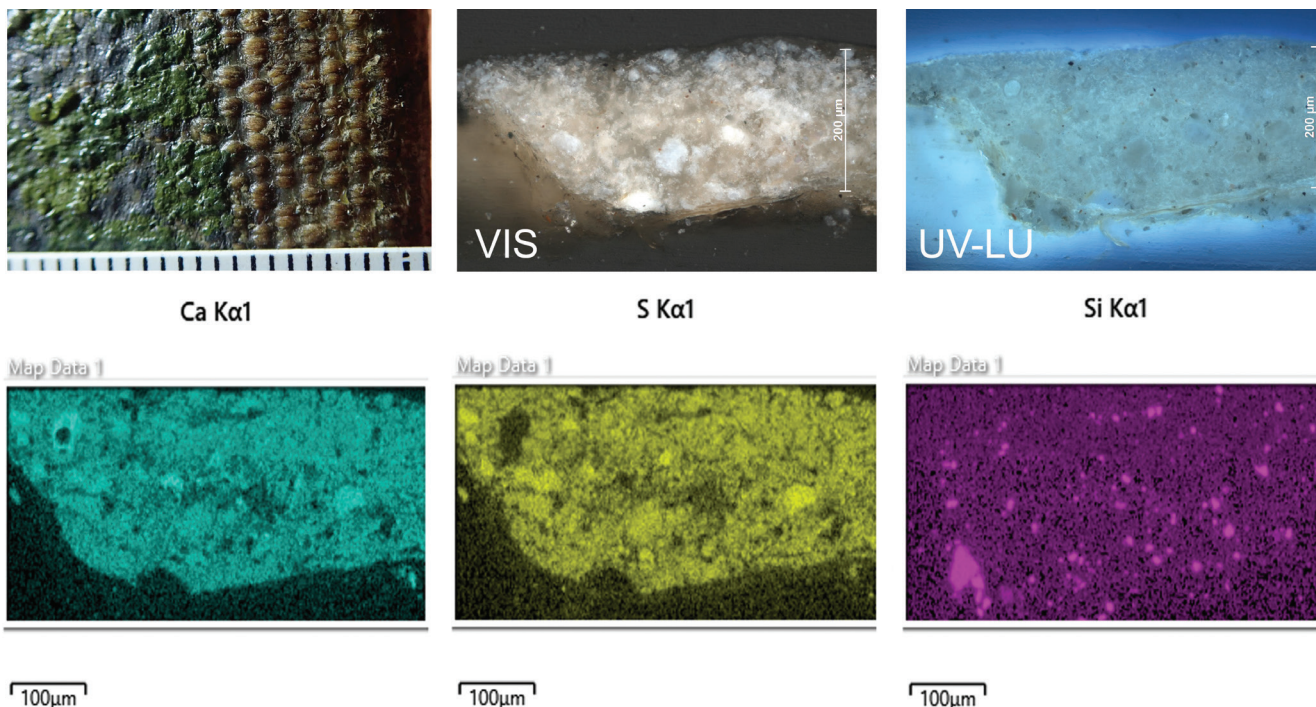 200 µm
VIS
200 µm
UV-LU
Ca Kα1
S Kα1
Si Kα1
Map Data 1
Map Data 1
Map Data 1
100µm
100µm
100µm